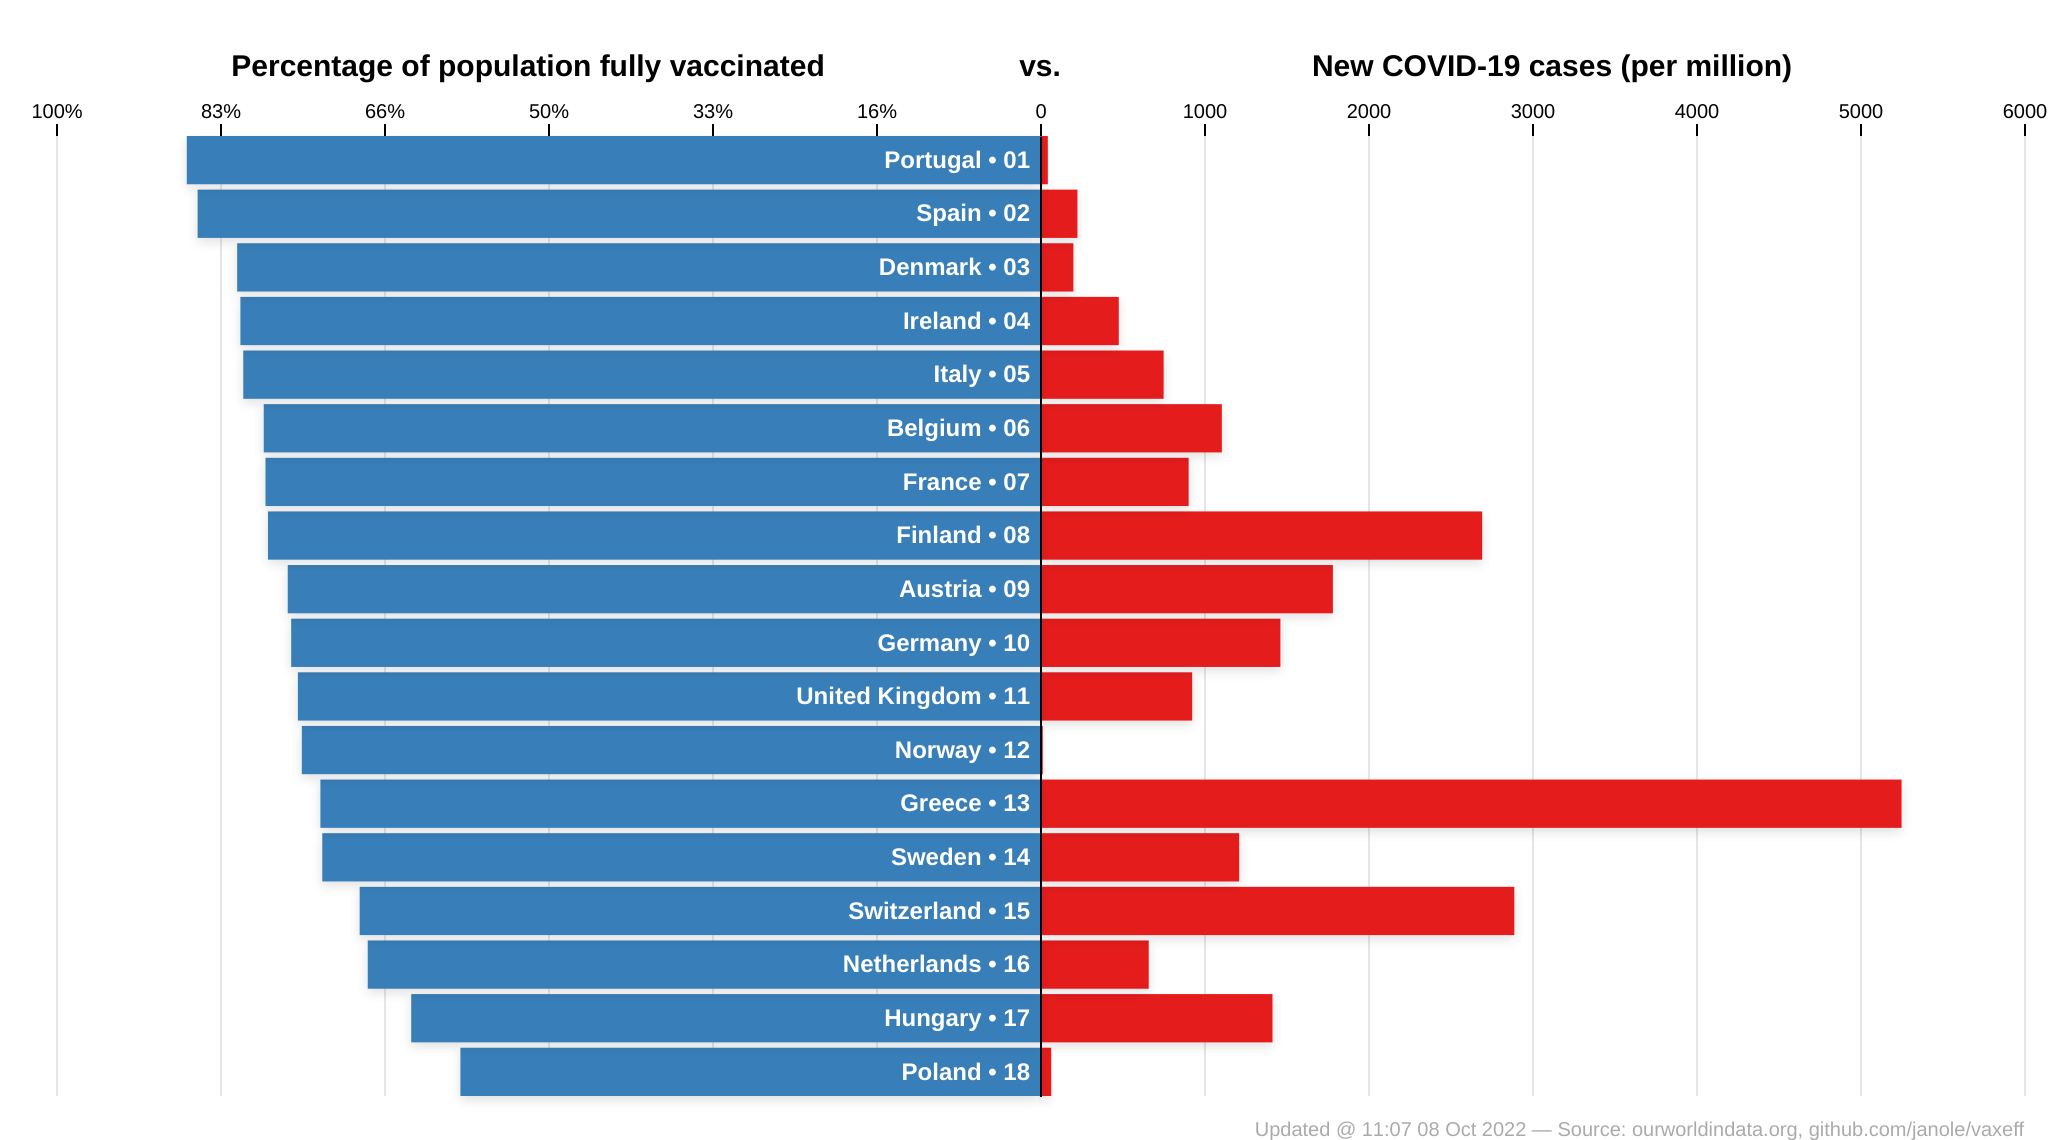 Percentage of population fully vaccinated vs. New COVID-19 cases (per million)
100% 83% 66% 50% 33% 16% 0 1000 2000 3000 4000 5000 6000
Portugal • 01
Spain • 02
Denmark • 03
Ireland • 04
Italy • 05
Belgium • 06
France • 07
Finland • 08
Austria • 09
Germany • 10
United Kingdom • 11
Norway • 12
Greece • 13
Sweden • 14
Switzerland • 15
Netherlands • 16
Hungary • 17
Poland • 18
Updated @ 11:07 08 Oct 2022 — Source: ourworldindata.org, github.com/janole/vaxeff